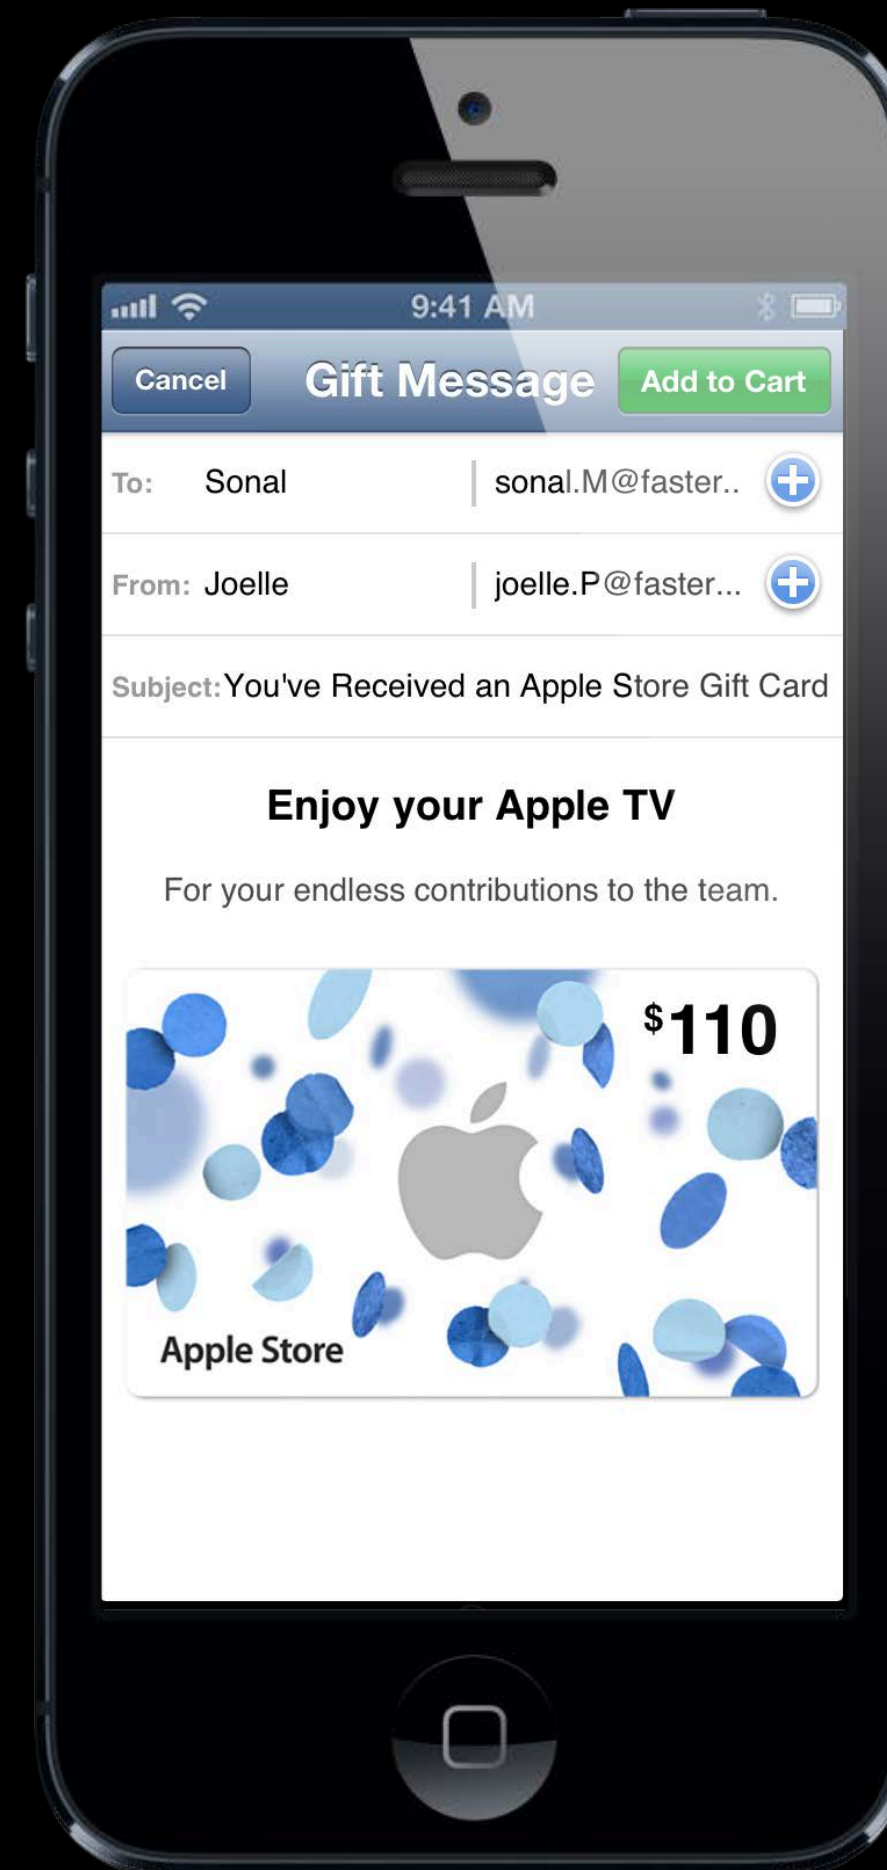 9:41 AM
Cancel Gift Message Add to Cart
To: Sonal sonal.M@faster..
From: Joelle joelle.P@faster...
Subject: You've Received an Apple Store Gift Card
Enjoy your Apple TV
For your endless contributions to the team.
$110
Apple Store